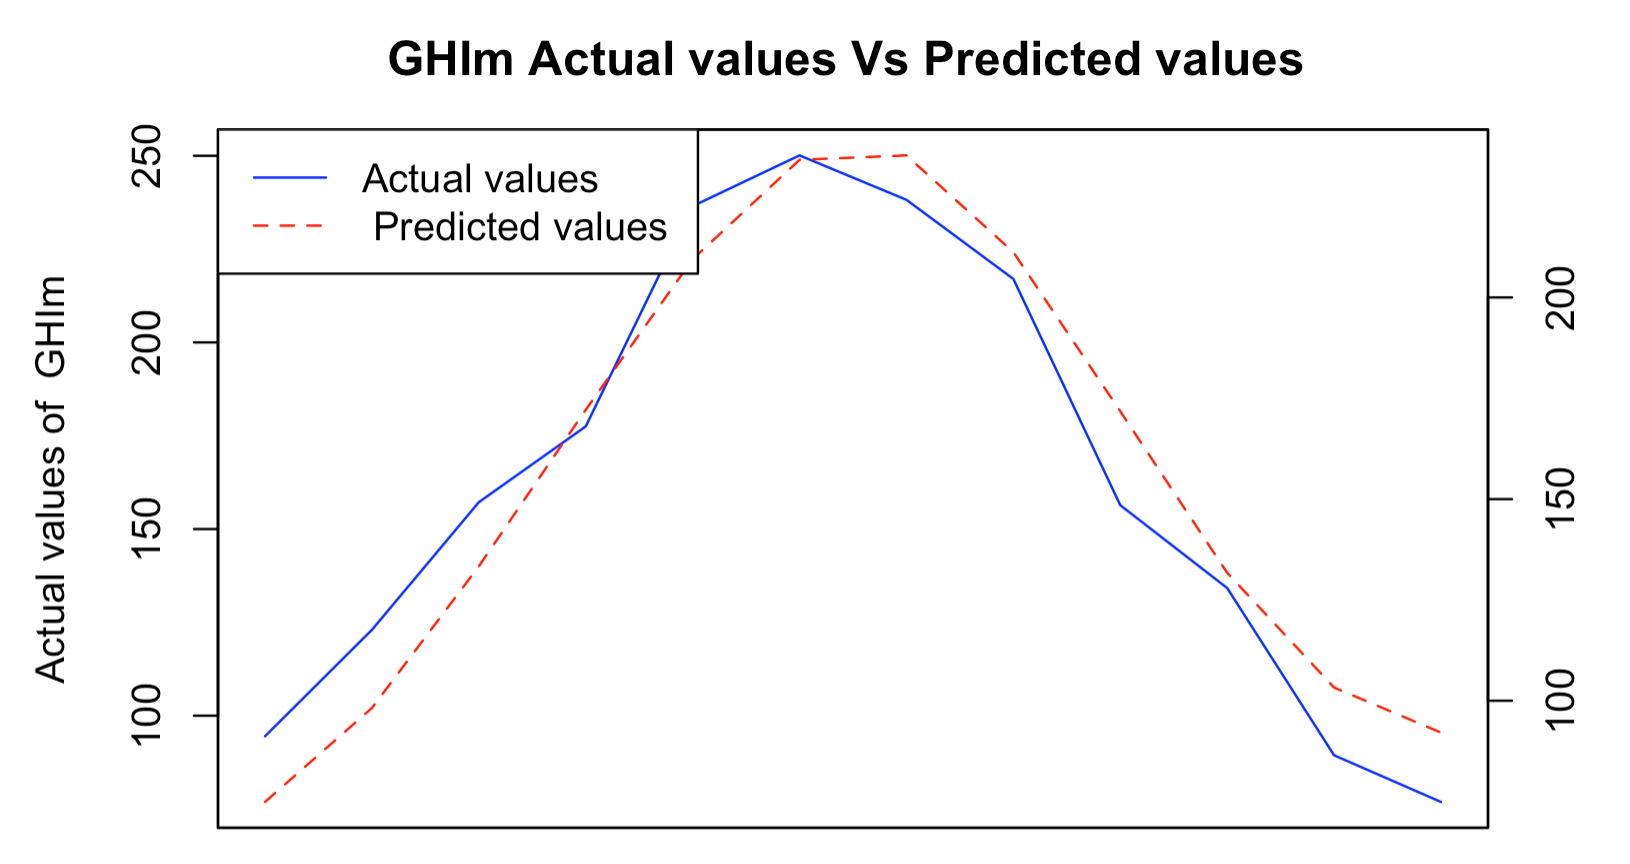 GHIm Actual values Vs Predicted values
Actual values
Predicted values
Actual values of  GHIm
250
200
150
100
200
150
100